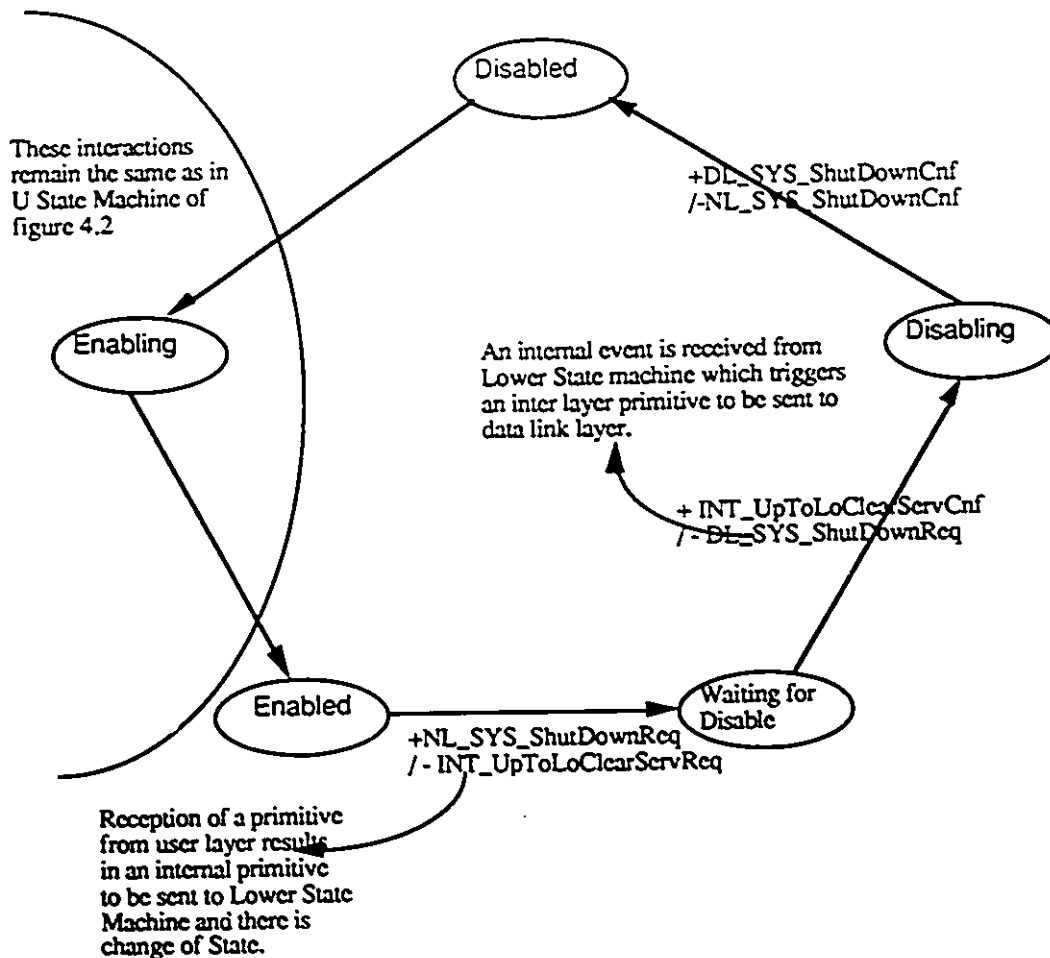 Disabled
These interactions
remain the same as in
U State Machine of
figure 4.2
+DL_SYS_ShutDownCnf
/-NL_SYS_ShutDownCnf
Enabling
Disabling
An internal event is received from
Lower State machine which triggers
an inter layer primitive to be sent to
data link layer.
+ INT_UpToLoClearServCnf
/ - DL_SYS_ShutDownReq
Enabled
Waiting for
Disable
+NL_SYS_ShutDownReq
/ - INT_UpToLoClearServReq
Reception of a primitive
from user layer results
in an internal primitive
to be sent to Lower State
Machine and there is
change of State.